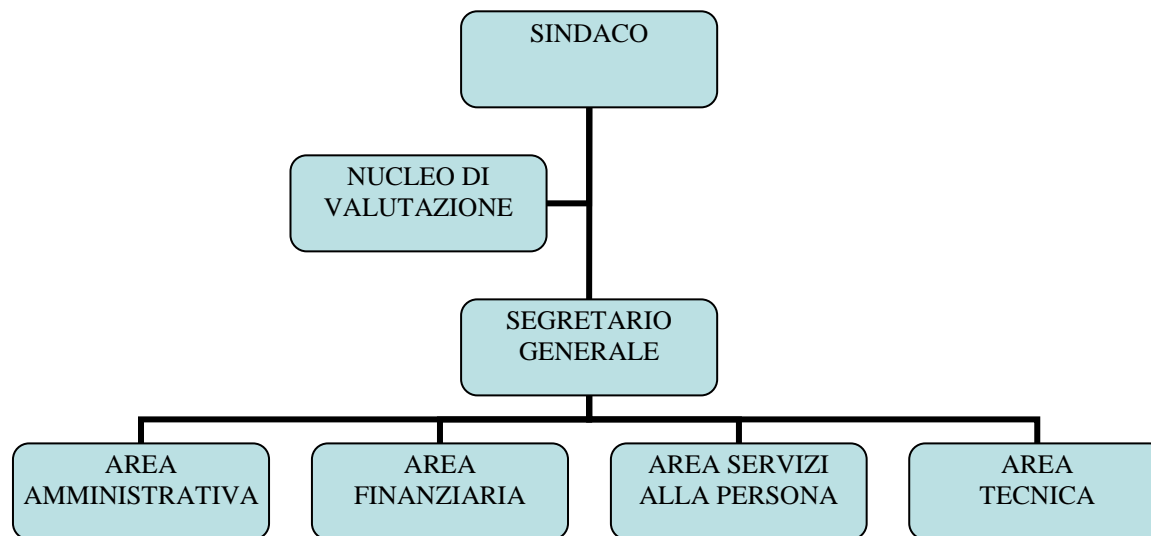 SINDACO
NUCLEO DI
VALUTAZIONE
SEGRETARIO
GENERALE
AREA
AMMINISTRATIVA
AREA
FINANZIARIA
AREA SERVIZI
ALLA PERSONA
AREA
TECNICA